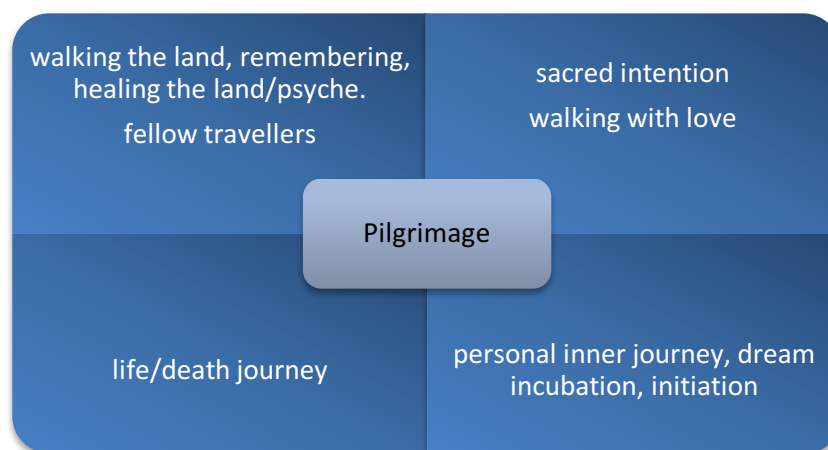 walking the land, remembering,
healing the land/psyche.
fellow travellers
sacred intention
walking with love
Pilgrimage
life/death journey
personal inner journey, dream
incubation, initiation